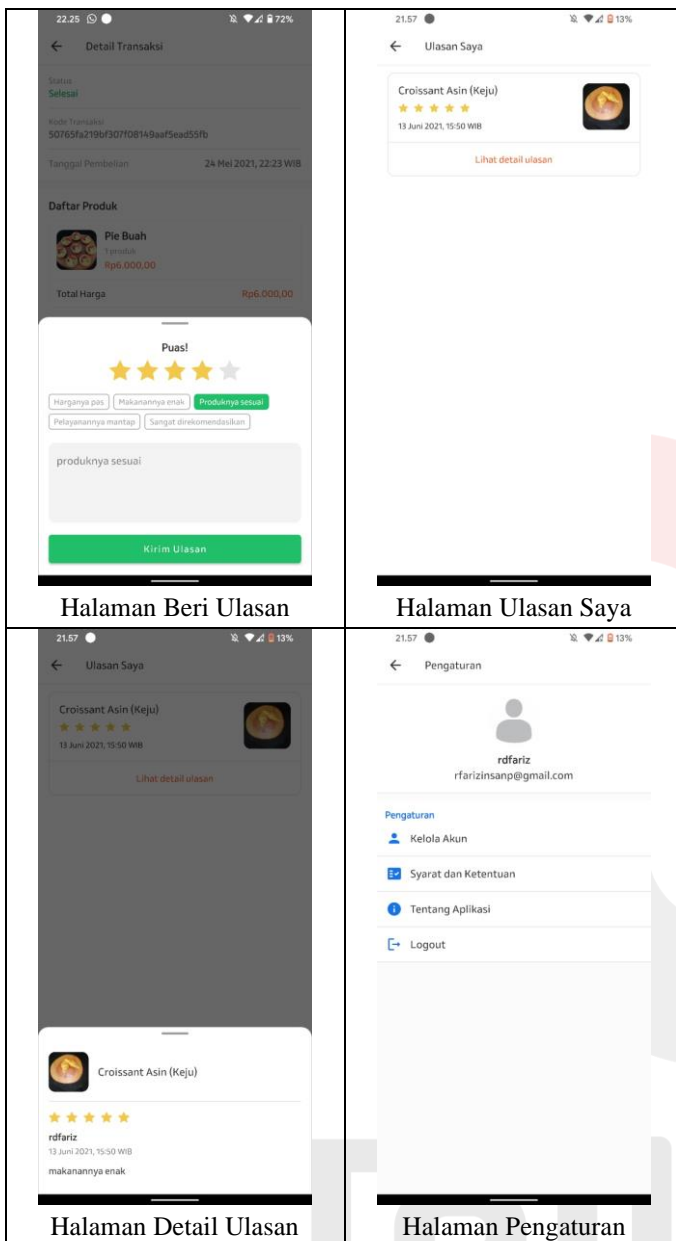 22.25 72%
Detail Transaksi
Status
Selesai
Kode Transaksi
50765fa219bf307f08149aaf5ead55fb
Tanggal Pembelian 24 Mei 2021, 22:23 WIB
Daftar Produk
Pie Buah
1 produk
Rp6.000,00
Total Harga Rp6.000,00
Puas!
Harganya pas Makanannya enak Produknya sesuai
Pelayanannya mantap Sangat direkomendasikan
produknya sesuai
Kirim Ulasan
Halaman Beri Ulasan
21.57 13%
Ulasan Saya
Croissant Asin (Keju)
13 Juni 2021, 15:50 WIB
Lihat detail ulasan
Halaman Ulasan Saya
21.57 13%
Ulasan Saya
Croissant Asin (Keju)
13 Juni 2021, 15:50 WIB
Lihat detail ulasan
Croissant Asin (Keju)
rdfariz
13 Juni 2021, 15:50 WIB
makanannya enak
Halaman Detail Ulasan
21.57 13%
Pengaturan
rdfariz
rfarizinsanp@gmail.com
Pengaturan
Kelola Akun
Syarat dan Ketentuan
Tentang Aplikasi
Logout
Halaman Pengaturan